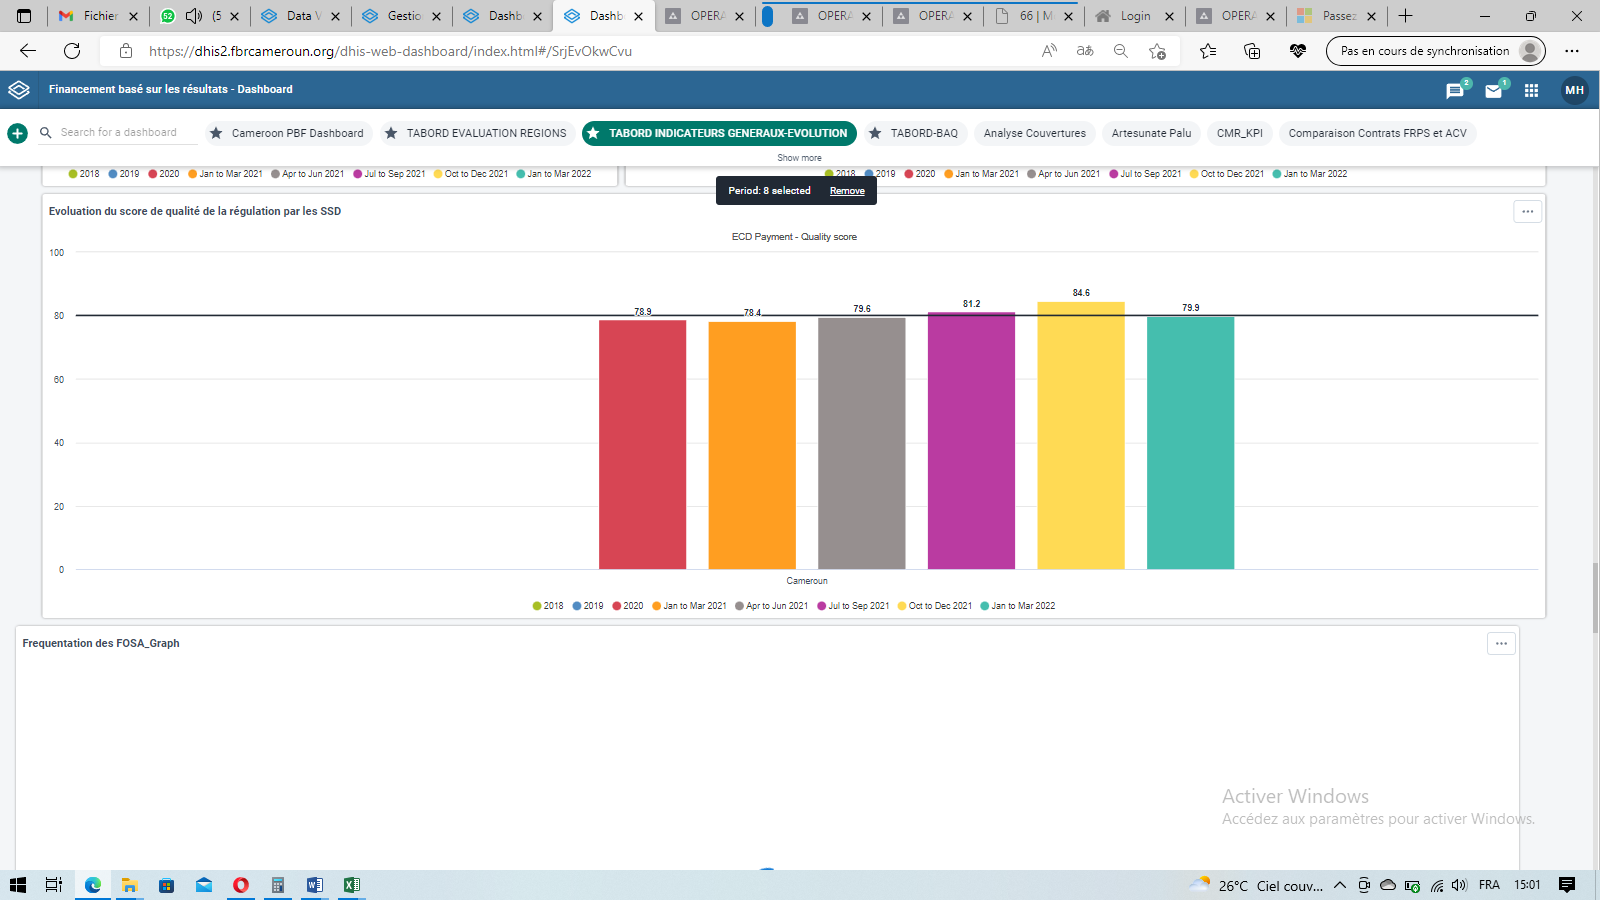 Fichier
52
(5
Data V
Gestio
Dashb
Dashb
OPERA
OPERA
OPERA
66 | M
Login
OPERA
Passez
https://dhis2.fbrcameroun.org/dhis-web-dashboard/index.html#/SrjEvOkwCvu
Pas en cours de synchronisation
Financement basé sur les résultats - Dashboard
2
1
MH
Search for a dashboard
Cameroon PBF Dashboard
TABORD EVALUATION REGIONS
TABORD INDICATEURS GENERAUX-EVOLUTION
TABORD-BAQ
Analyse Couvertures
Artesunate Palu
CMR_KPI
Comparaison Contrats FRPS et ACV
Show more
2018 2019 2020 Jan to Mar 2021 Apr to Jun 2021 Jul to Sep 2021 Oct to Dec 2021 Jan to Mar 2022
2018 2019 2020 Jan to Mar 2021 Apr to Jun 2021 Jul to Sep 2021 Oct to Dec 2021 Jan to Mar 2022
Period: 8 selected Remove
Evoluation du score de qualité de la régulation par les SSD
ECD Payment - Quality score
100
80
60
40
20
0
78.9
78.4
79.6
81.2
84.6
79.9
Cameroun
2018 2019 2020 Jan to Mar 2021 Apr to Jun 2021 Jul to Sep 2021 Oct to Dec 2021 Jan to Mar 2022
Frequentation des FOSA_Graph
Activer Windows
Accédez aux paramètres pour activer Windows.
26°C Ciel couv...
FRA
15:01